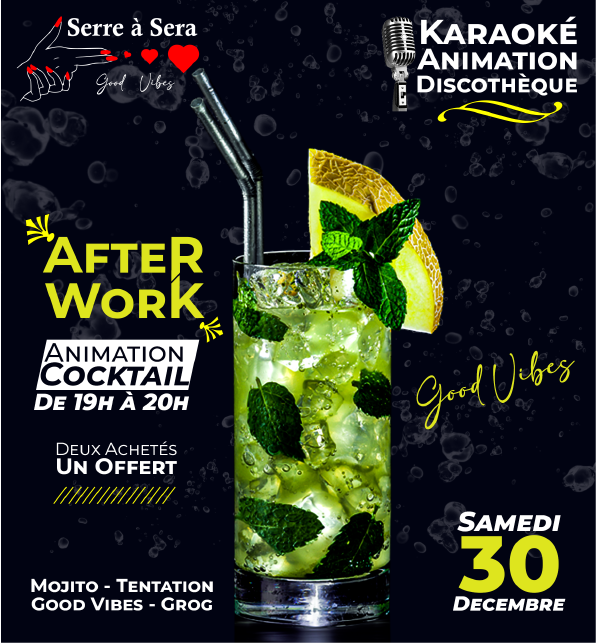 Serre à Sera
Good Vibes
KARAOKÉ
ANIMATION
DISCOTHÈQUE
AFTER
WORK
ANIMATION
COCKTAIL
DE 19H À 20H
DEUX ACHETÉS
UN OFFERT
Good Vibes
SAMEDI
30
DECEMBRE
MOJITO - TENTATION
GOOD VIBES - GROG